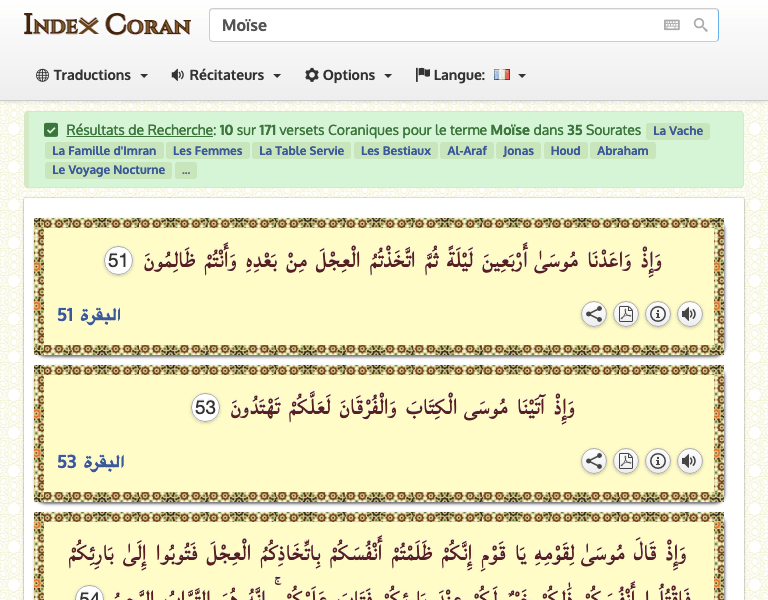 INDEX CORAN
Moïse
Traductions Récitateurs Options Langue:
Résultats de Recherche: 10 sur 171 versets Coraniques pour le terme Moïse dans 35 Sourates La Vache
La Famille d'Imran Les Femmes La Table Servie Les Bestiaux Al-Araf Jonas Houd Abraham
Le Voyage Nocturne ...
وَإِذْ وَاعَدْنَا مُوسَىٰ أَرْبَعِينَ لَيْلَةً ثُمَّ اتَّخَذْتُمُ الْعِجْلَ مِنْ بَعْدِهِ وَأَنْتُمْ ظَالِمُونَ 51
البقرة 51
وَإِذْ آتَيْنَا مُوسَى الْكِتَابَ وَالْفُرْقَانَ لَعَلَّكُمْ تَهْتَدُونَ 53
البقرة 53
وَإِذْ قَالَ مُوسَىٰ لِقَوْمِهِ يَا قَوْمِ إِنَّكُمْ ظَلَمْتُمْ أَنْفُسَكُمْ بِاتِّخَاذِكُمُ الْعِجْلَ فَتُوبُوا إِلَىٰ بَارِئِكُمْ
54